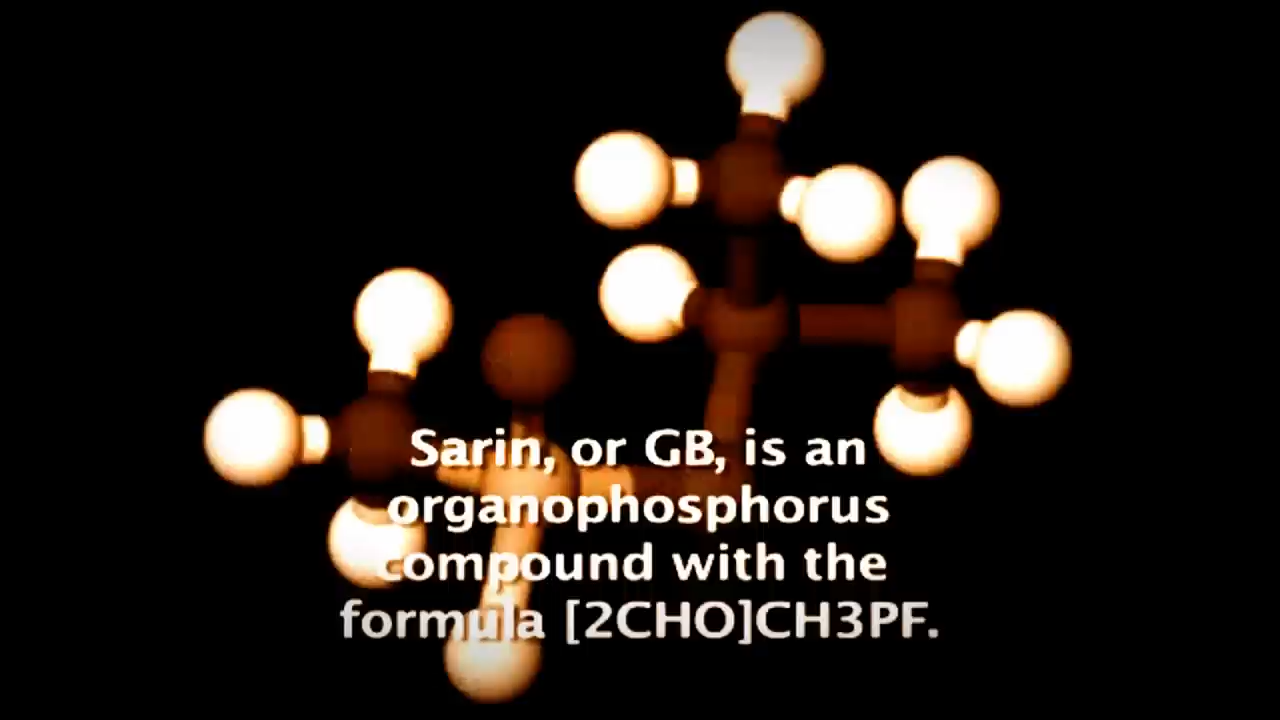 Sarin, or GB, is an
organophosphorus
compound with the
formula [2CHO]CH3PF.